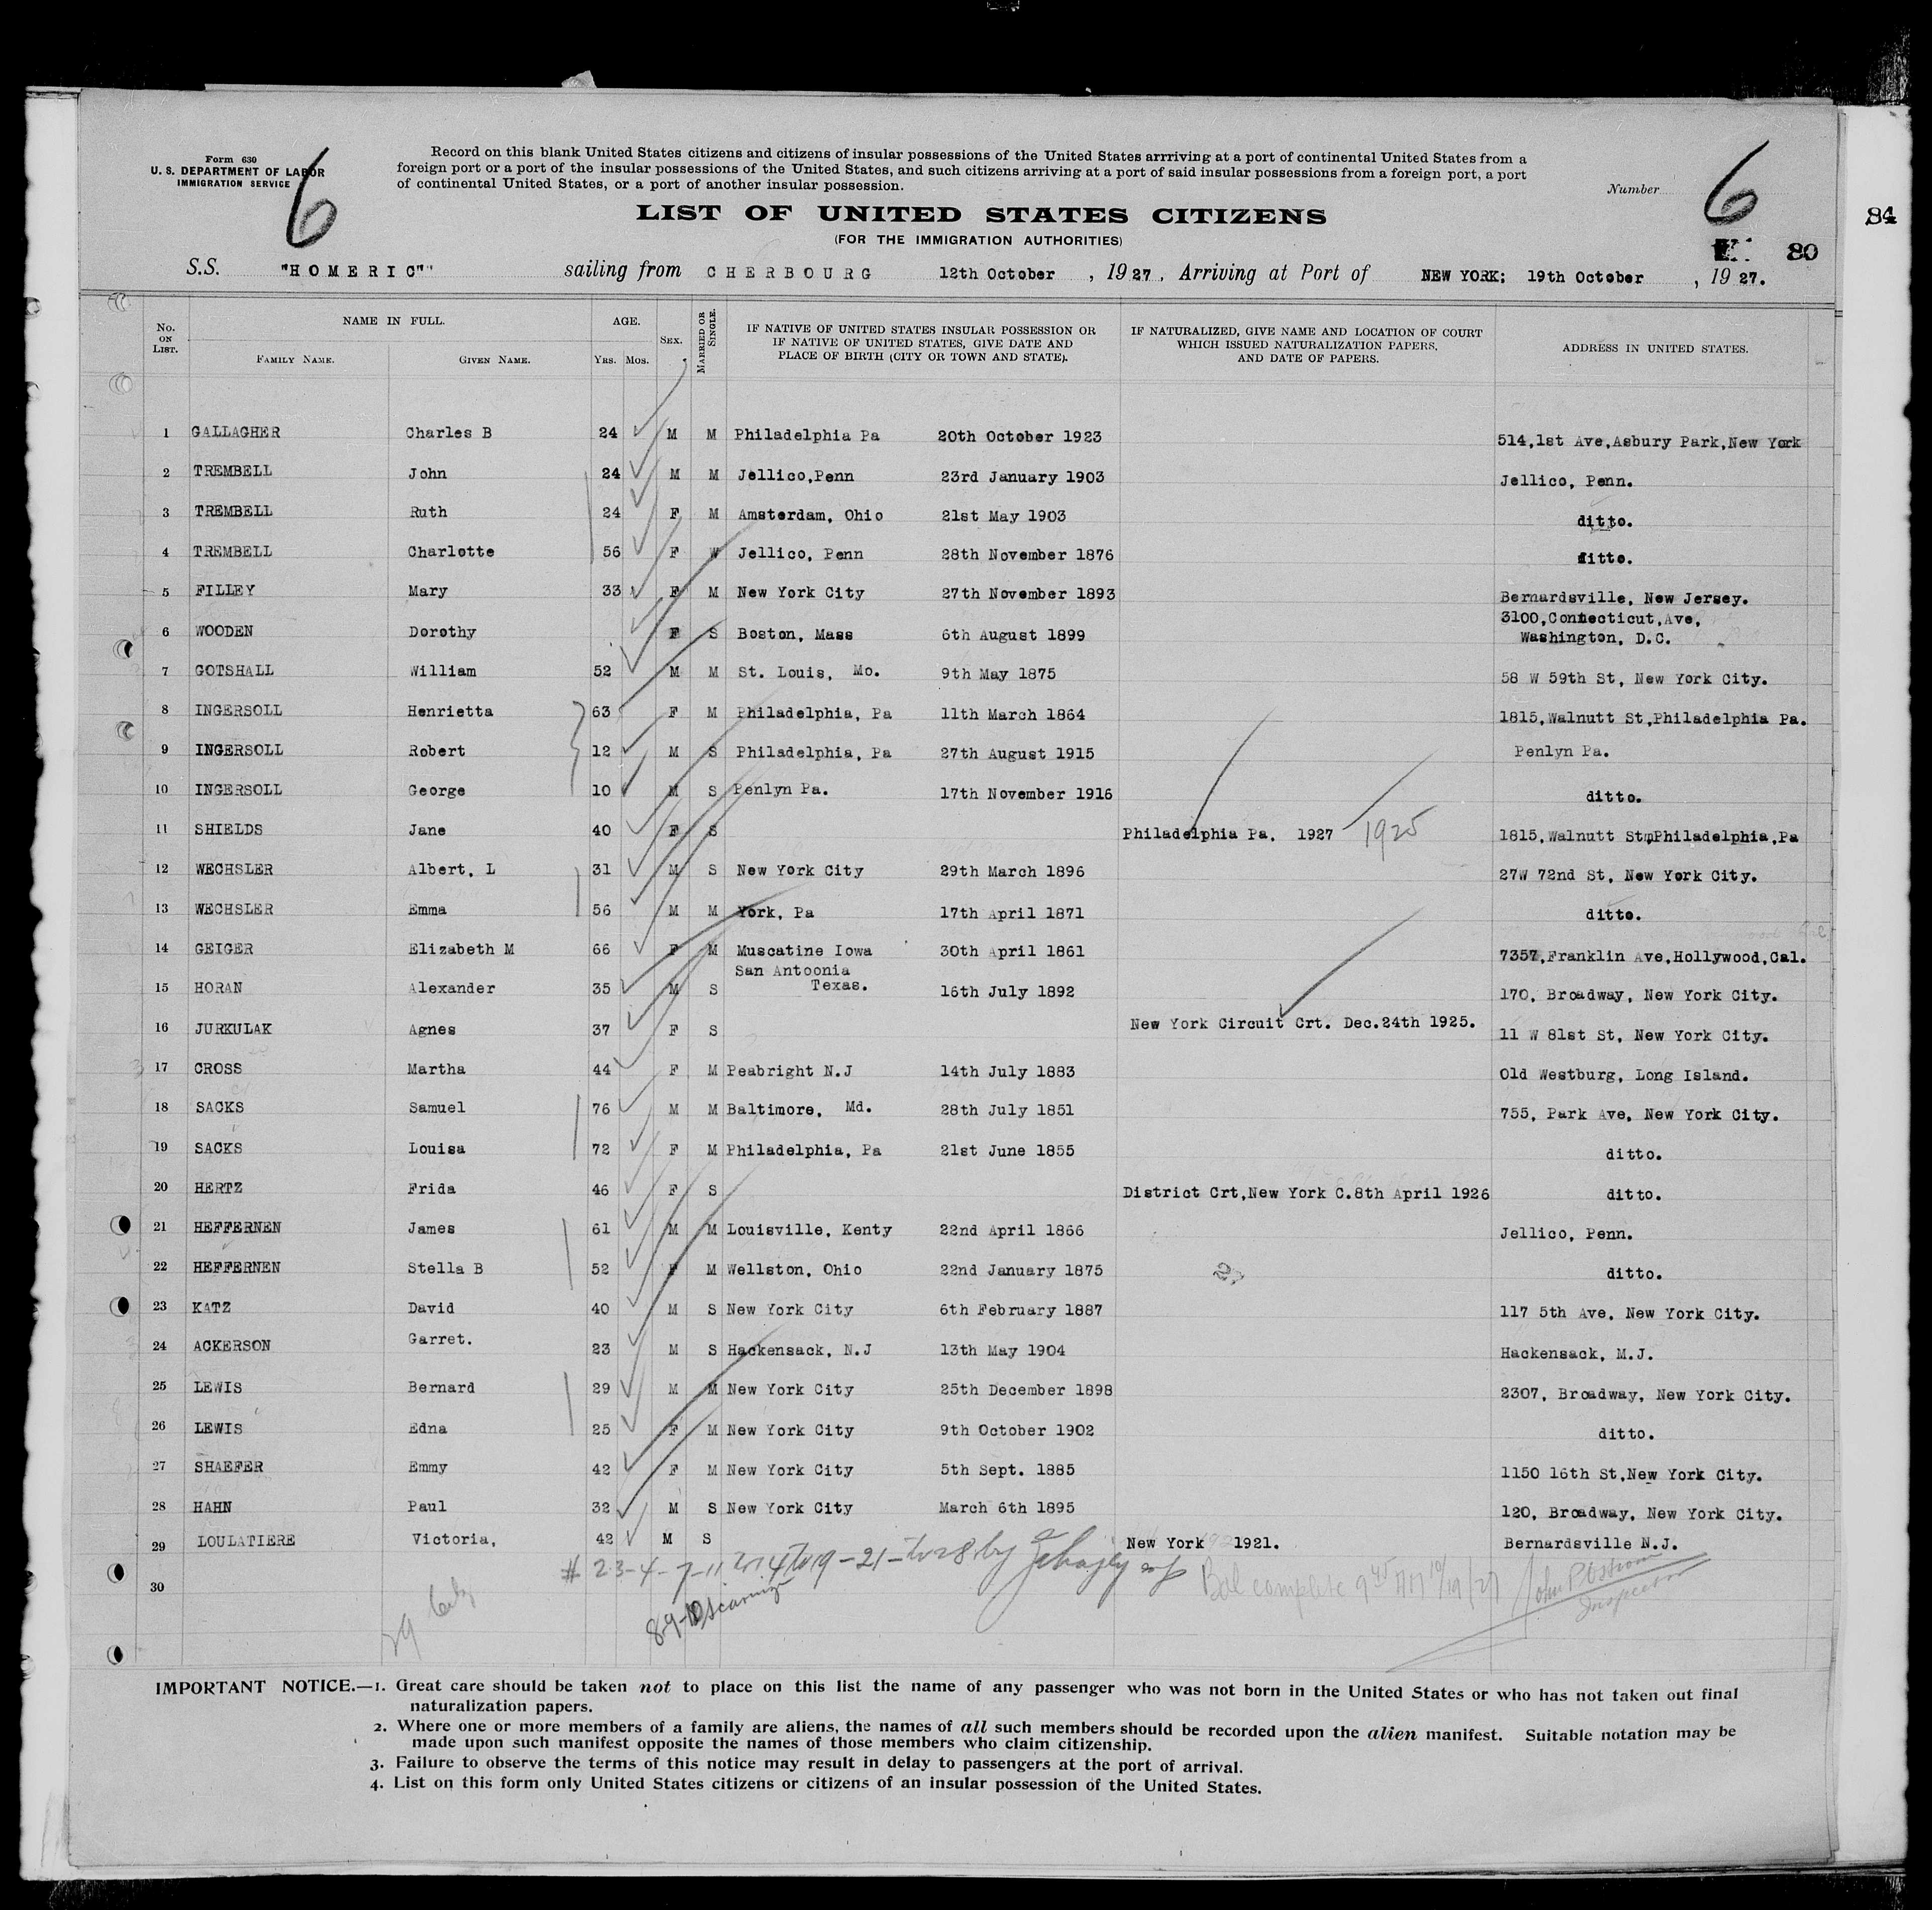 84
Form 630
U. S. DEPARTMENT OF LABOR
IMMIGRATION SERVICE
6
Record on this blank United States citizens and citizens of insular possessions of the United States arrriving at a port of continental United States from a
foreign port or a port of the insular possessions of the United States, and such citizens arriving at a port of said insular possessions from a foreign port, a port
of continental United States, or a port of another insular possession.
Number
6
LIST OF UNITED STATES CITIZENS
(FOR THE IMMIGRATION AUTHORITIES)
80
S.S. "HOMERIC"" sailing from CHERBOURG 12th October , 1927 , Arriving at Port of NEW YORK; 19th October , 1927.
No. ON LIST.
NAME IN FULL.
FAMILY NAME. GIVEN NAME.
AGE.
YRS. MOS.
SEX.
MARRIED OR SINGLE.
IF NATIVE OF UNITED STATES INSULAR POSSESSION OR
IF NATIVE OF UNITED STATES, GIVE DATE AND
PLACE OF BIRTH (CITY OR TOWN AND STATE).
IF NATURALIZED, GIVE NAME AND LOCATION OF COURT
WHICH ISSUED NATURALIZATION PAPERS,
AND DATE OF PAPERS.
ADDRESS IN UNITED STATES.
1 GALLAGHER Charles B 24 M M Philadelphia Pa 20th October 1923 514,1st Ave,Asbury Park,New York
2 TREMBELL John 24 M M Jellico,Penn 23rd January 1903 Jellico, Penn.
3 TREMBELL Ruth 24 F M Amsterdam, Ohio 21st May 1903 ditto.
4 TREMBELL Charlotte 56 F W Jellico, Penn 28th November 1876 ditto.
5 FILLEY Mary 33 F M New York City 27th November 1893 Bernardsville, New Jersey.
6 WOODEN Dorothy F S Boston, Mass 6th August 1899 3100,Connecticut,Ave,
Washington, D.C.
7 GOTSHALL William 52 M M St. Louis, Mo. 9th May 1875 58 W 59th St, New York City.
8 INGERSOLL Henrietta 63 F M Philadelphia, Pa 11th March 1864 1815,Walnutt St,Philadelphia Pa.
9 INGERSOLL Robert 12 M S Philadelphia, Pa 27th August 1915 Penlyn Pa.
10 INGERSOLL George 10 M S Penlyn Pa. 17th November 1916 ditto.
11 SHIELDS Jane 40 F S Philadelphia Pa. 1927 1925 1815,Walnutt Stm,Philadelphia,Pa
12 WECHSLER Albert, L 31 M S New York City 29th March 1896 27W 72nd St, New York City.
13 WECHSLER Emma 56 M M York, Pa 17th April 1871 ditto.
14 GEIGER Elizabeth M 66 F M Muscatine Iowa 30th April 1861 7357,Franklin Ave,Hollywood,Cal.
15 HORAN Alexander 35 M S San Antoonia
Texas. 16th July 1892 170, Broadway, New York City.
16 JURKULAK Agnes 37 F S New York Circuit Crt. Dec.24th 1925. 11 W 81st St, New York City.
17 CROSS Martha 44 F M Peabright N.J 14th July 1883 Old Westburg, Long Island.
18 SACKS Samuel 76 M M Baltimore, Md. 28th July 1851 755, Park Ave, New York City.
19 SACKS Louisa 72 F M Philadelphia, Pa 21st June 1855 ditto.
20 HERTZ Frida 46 F S District Crt,New York C.8th April 1926 ditto.
21 HEFFERNEN James 61 M M Louisville, Kenty 22nd April 1866 Jellico, Penn.
22 HEFFERNEN Stella B 52 F M Wellston, Ohio 22nd January 1875 ditto.
23 KATZ David 40 M S New York City 6th February 1887 117 5th Ave, New York City.
24 ACKERSON Garret. 23 M S Hackensack, N.J 13th May 1904 Hackensack, M.J.
25 LEWIS Bernard 29 M M New York City 25th December 1898 2307, Broadway, New York City.
26 LEWIS Edna 25 F M New York City 9th October 1902 ditto.
27 SHAEFER Emmy 42 F M New York City 5th Sept. 1885 1150 16th St,New York City.
28 HAHN Paul 32 M S New York City March 6th 1895 120, Broadway, New York City.
29 LOULATIERE Victoria, 42 M S New York 1921. Bernardsville N.J.
30
Inspector
IMPORTANT NOTICE.—1. Great care should be taken not to place on this list the name of any passenger who was not born in the United States or who has not taken out final
naturalization papers.
2. Where one or more members of a family are aliens, the names of all such members should be recorded upon the alien manifest. Suitable notation may be
made upon such manifest opposite the names of those members who claim citizenship.
3. Failure to observe the terms of this notice may result in delay to passengers at the port of arrival.
4. List on this form only United States citizens or citizens of an insular possession of the United States.